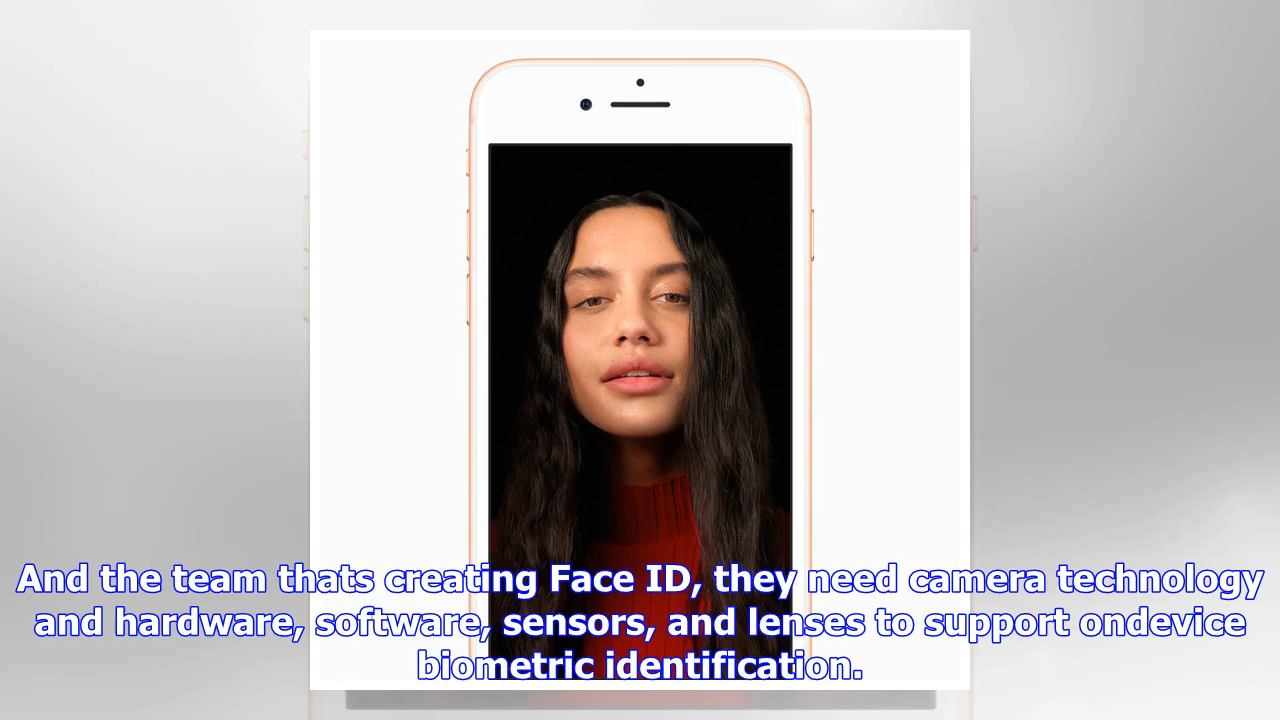 And the team thats creating Face ID, they need camera technology
and hardware, software, sensors, and lenses to support ondevice
biometric identification.